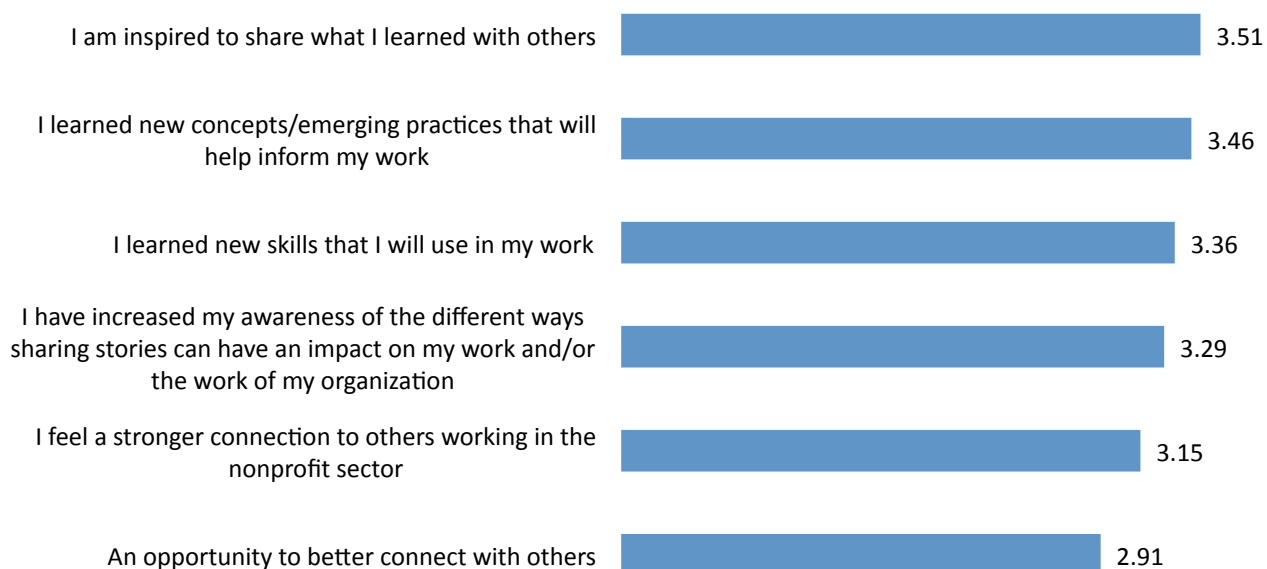 I am inspired to share what I learned with others
3.51
I learned new concepts/emerging practices that will
help inform my work
3.46
I learned new skills that I will use in my work
3.36
I have increased my awareness of the different ways
sharing stories can have an impact on my work and/or
the work of my organization
3.29
I feel a stronger connection to others working in the
nonprofit sector
3.15
An opportunity to better connect with others
2.91